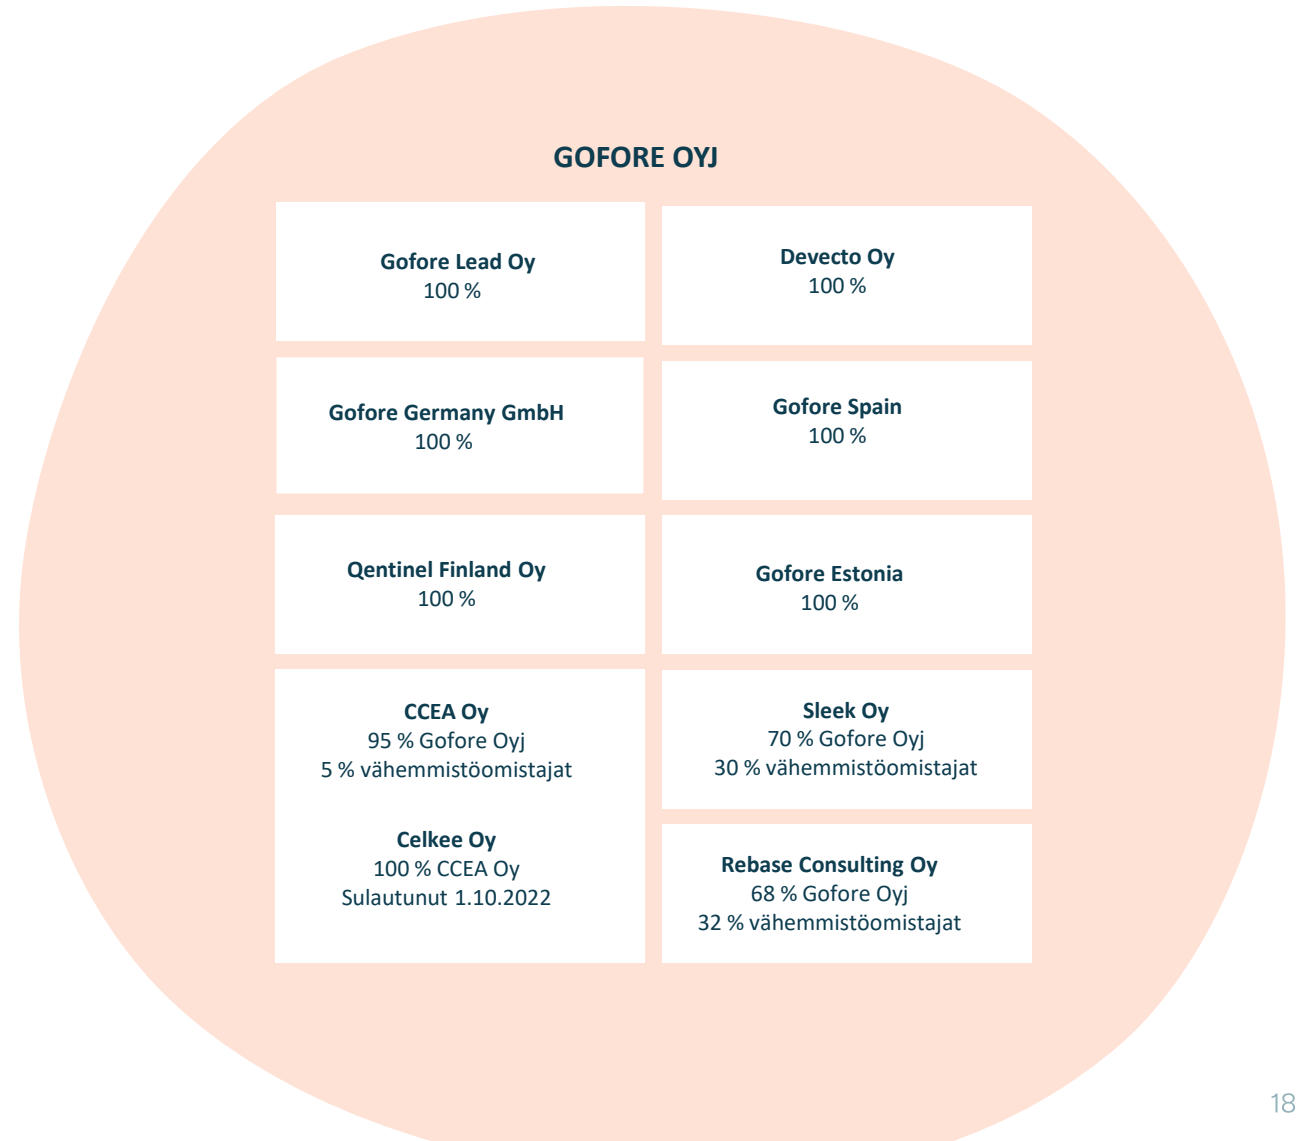 GOFORE OYJ
Gofore Lead Oy
100 %
Devecto Oy
100 %
Gofore Germany GmbH
100 %
Gofore Spain
100 %
Qentinel Finland Oy
100 %
Gofore Estonia
100 %
CCEA Oy
95 % Gofore Oyj
5 % vähemmistöomistajat
Celkee Oy
100 % CCEA Oy
Sulautunut 1.10.2022
Sleek Oy
70 % Gofore Oyj
30 % vähemmistöomistajat
Rebase Consulting Oy
68 % Gofore Oyj
32 % vähemmistöomistajat
18